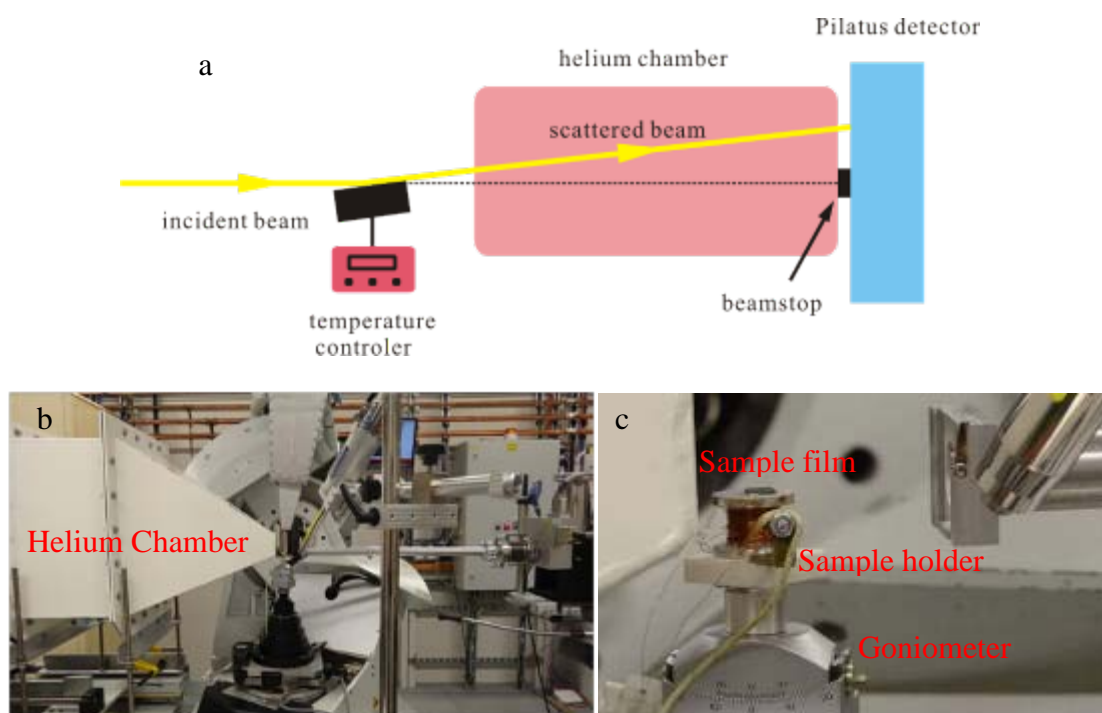 Pilatus detector
a
helium chamber
scattered beam
incident beam
beamstop
temperature
controler
b
c
Sample film
Helium Chamber
Sample holder
Goniometer